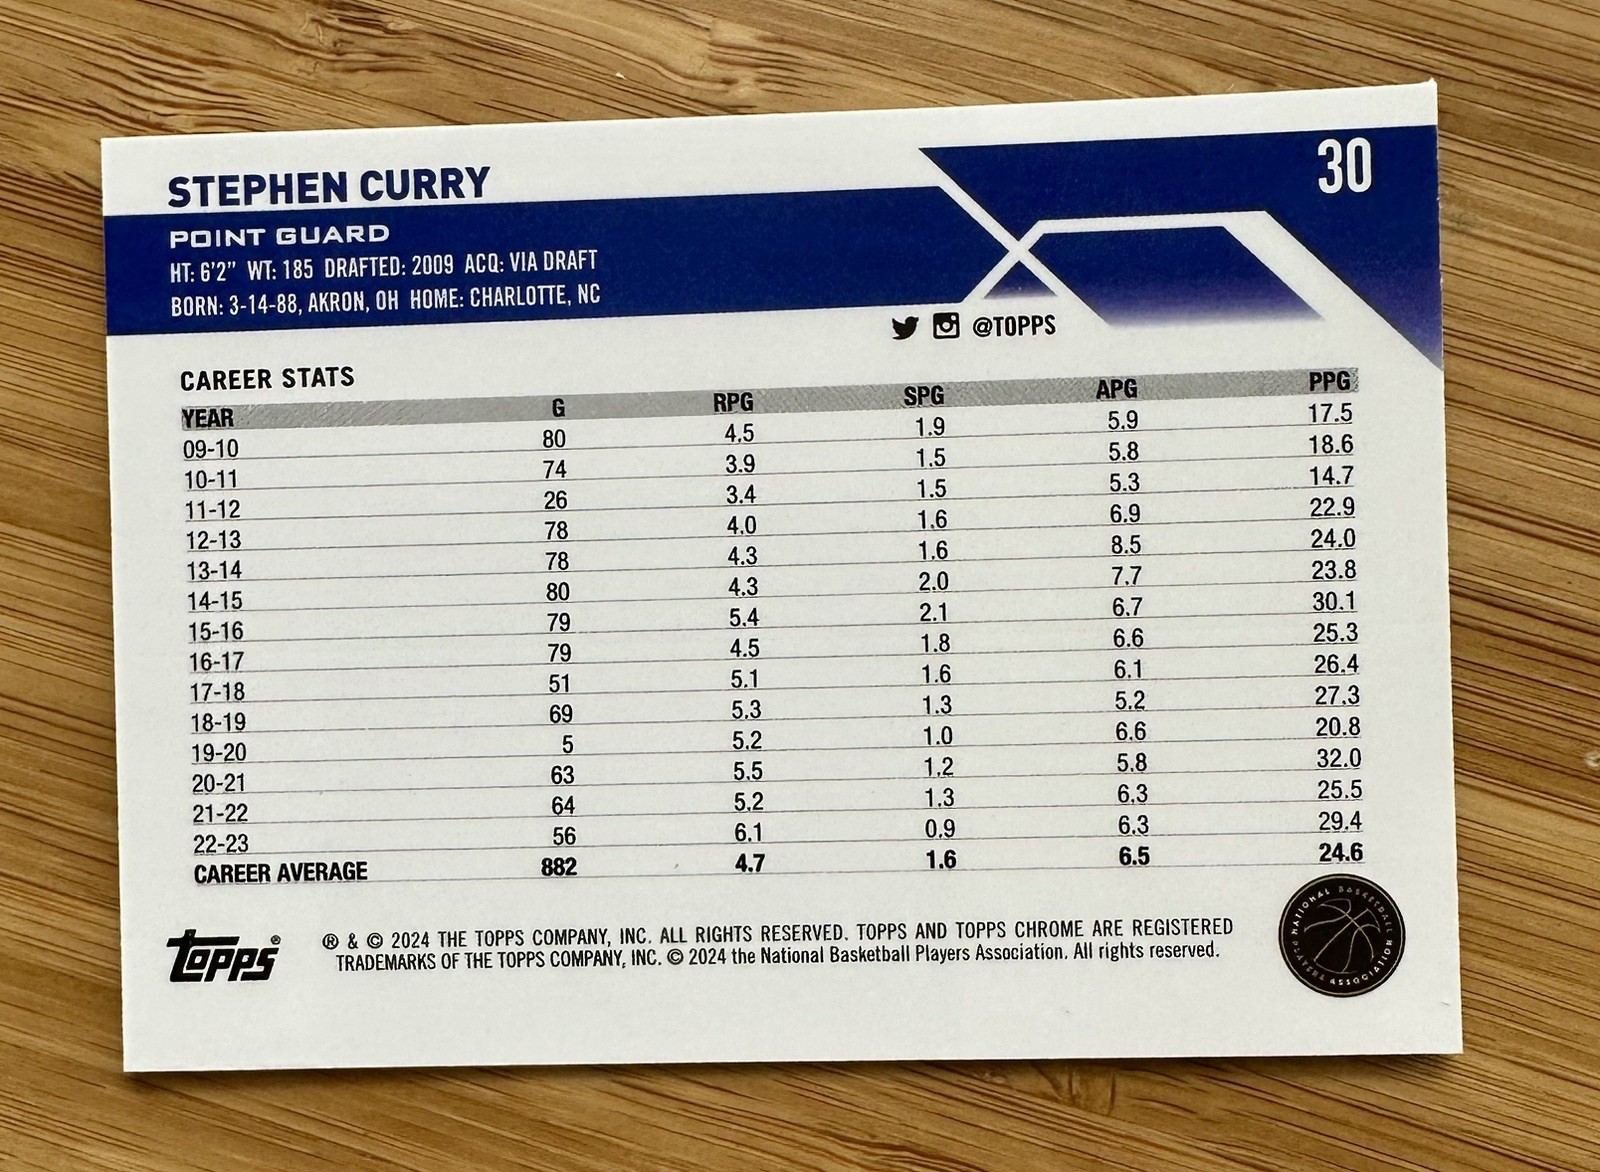 30
STEPHEN CURRY
POINT GUARD
HT: 6'2" WT: 185 DRAFTED: 2009 ACQ: VIA DRAFT
BORN: 3-14-88, AKRON, OH HOME: CHARLOTTE, NC
@TOPPS
CAREER STATS
YEAR G RPG SPG APG PPG
09-10 80 4.5 1.9 5.9 17.5
10-11 74 3.9 1.5 5.8 18.6
11-12 26 3.4 1.5 5.3 14.7
12-13 78 4.0 1.6 6.9 22.9
13-14 78 4.3 1.6 8.5 24.0
14-15 80 4.3 2.0 7.7 23.8
15-16 79 5.4 2.1 6.7 30.1
16-17 79 4.5 1.8 6.6 25.3
17-18 51 5.1 1.6 6.1 26.4
18-19 69 5.3 1.3 5.2 27.3
19-20 5 5.2 1.0 6.6 20.8
20-21 63 5.5 1.2 5.8 32.0
21-22 64 5.2 1.3 6.3 25.5
22-23 56 6.1 0.9 6.3 29.4
CAREER AVERAGE 882 4.7 1.6 6.5 24.6
topps®
® & © 2024 THE TOPPS COMPANY, INC. ALL RIGHTS RESERVED. TOPPS AND TOPPS CHROME ARE REGISTERED
TRADEMARKS OF THE TOPPS COMPANY, INC. © 2024 the National Basketball Players Association. All rights reserved.
NATIONAL BASKETBALL
PLAYERS ASSOCIATION